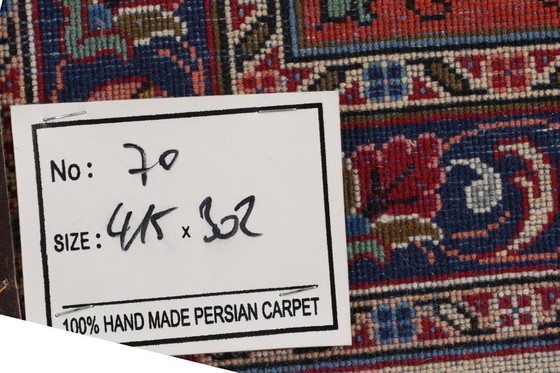 No: 70
SIZE: 415 x 302
100% HAND MADE PERSIAN CARPET